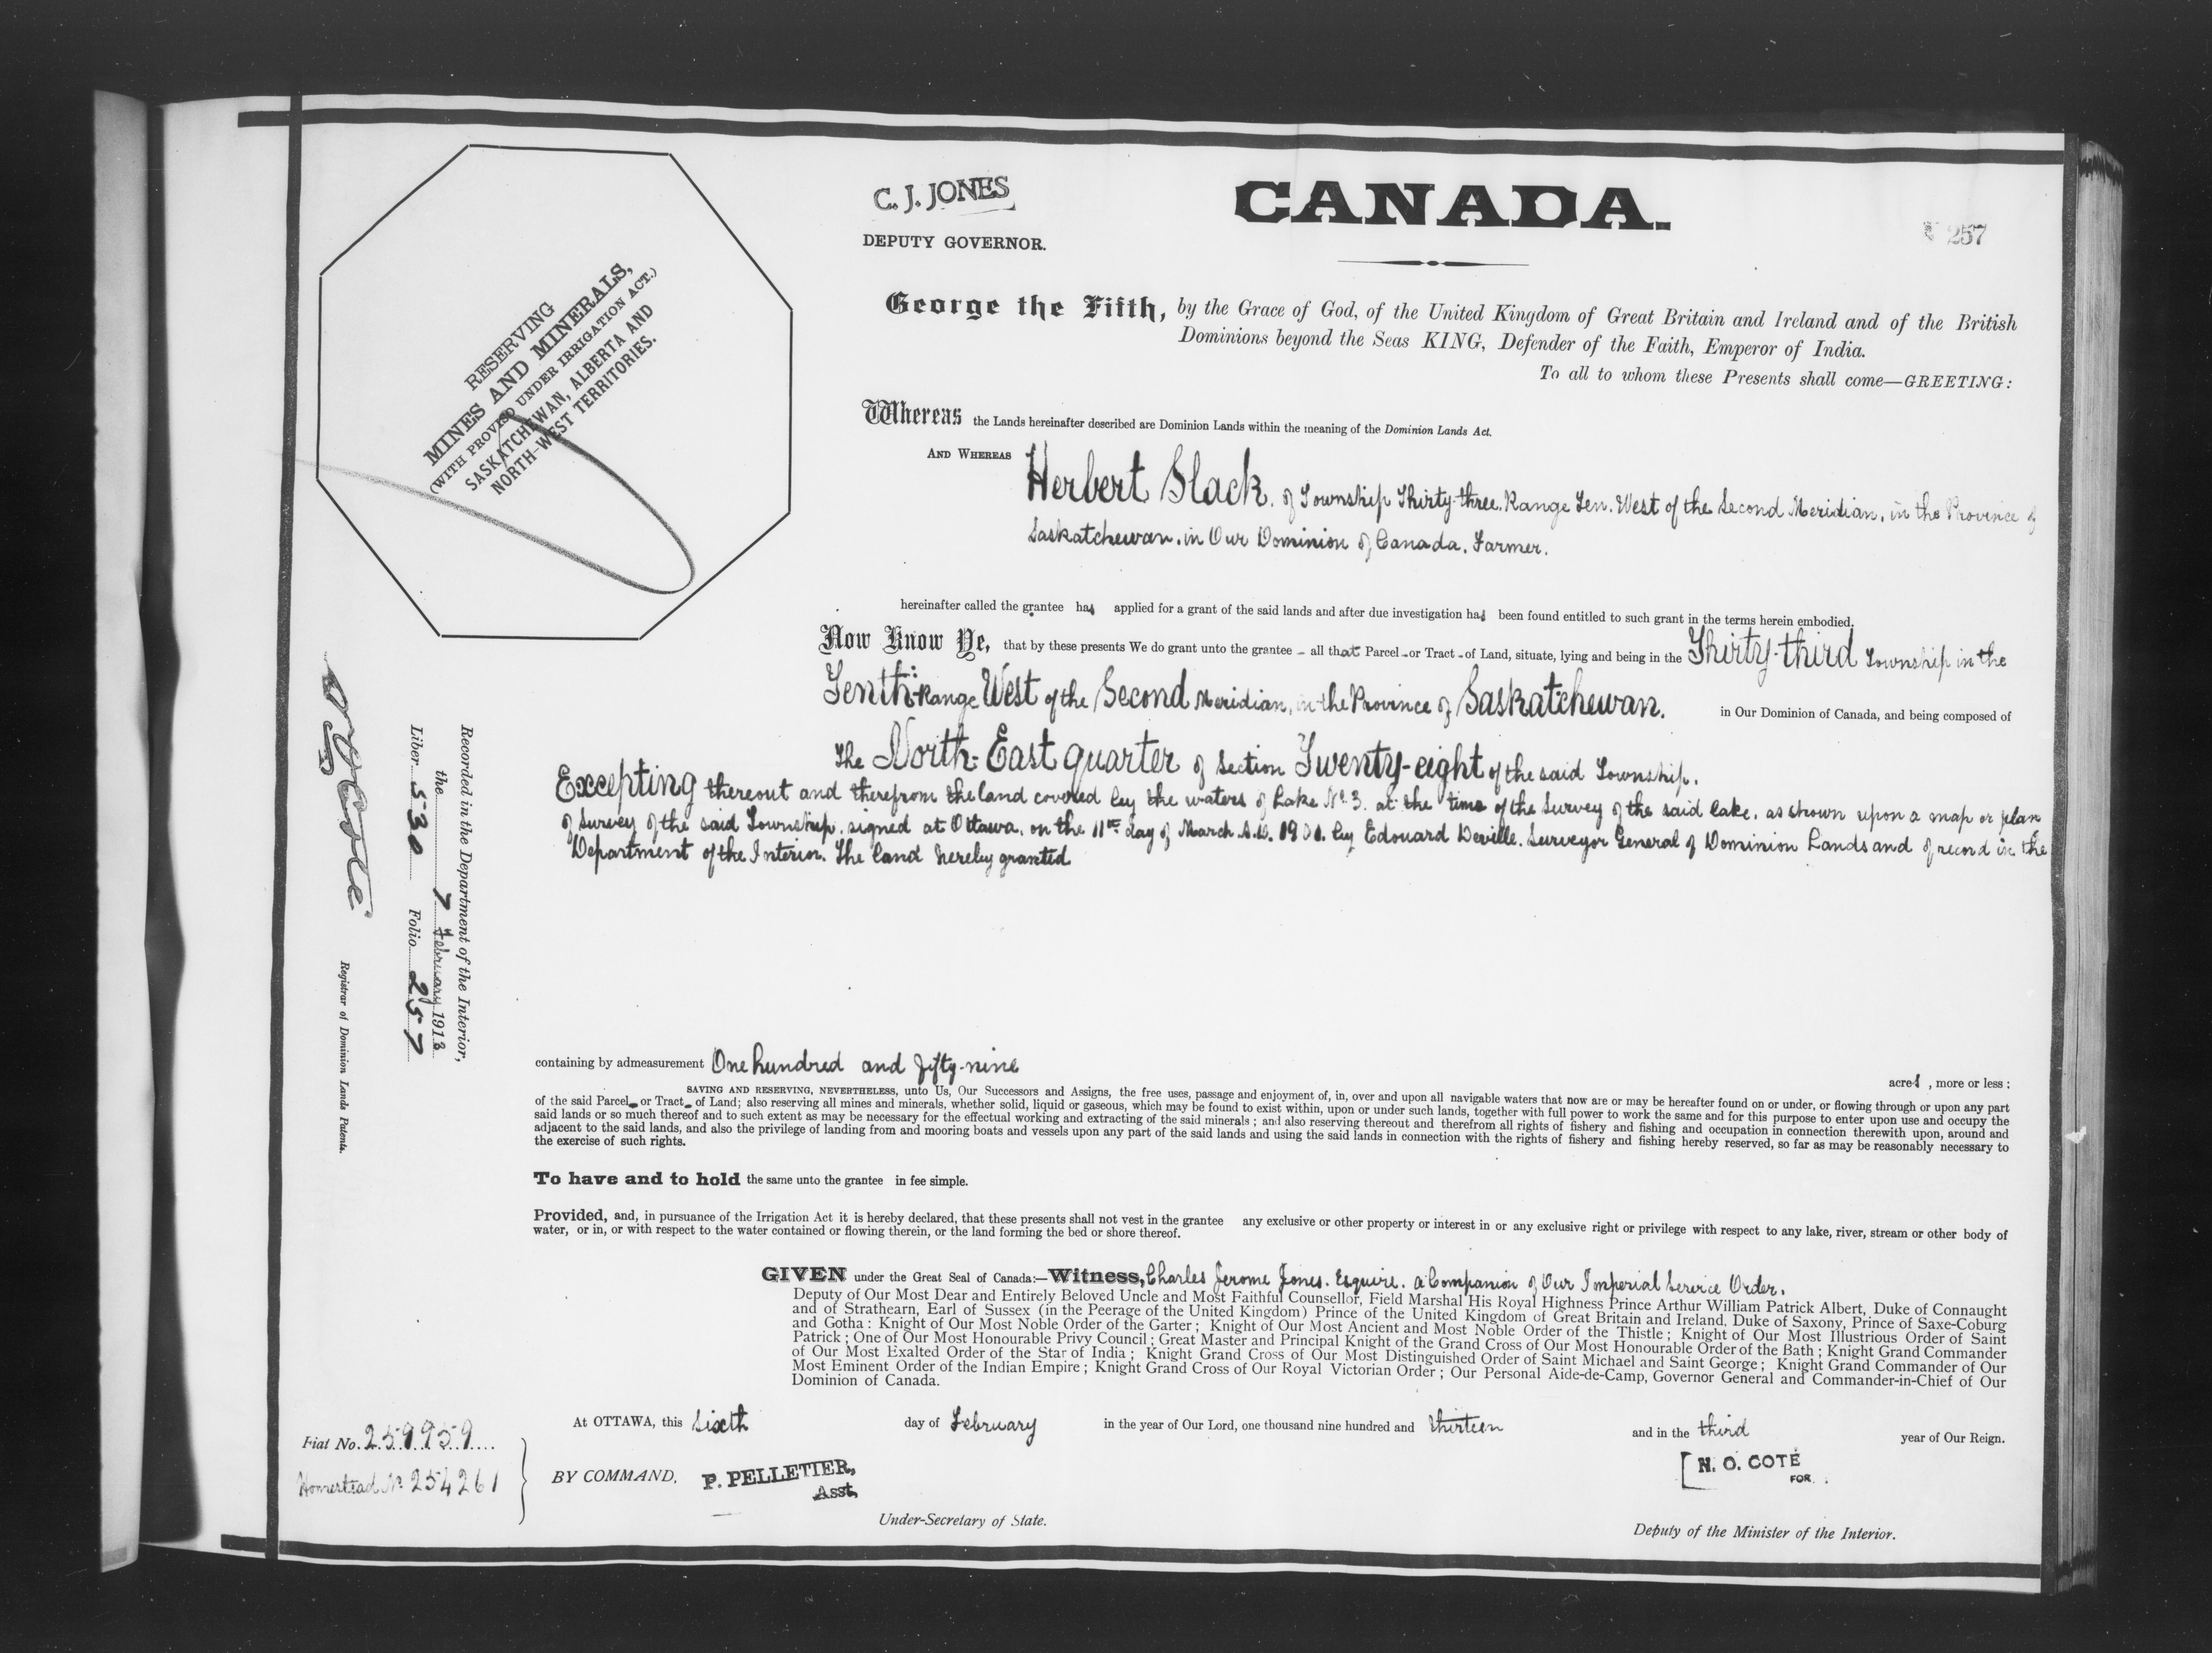 C. J. JONES
DEPUTY GOVERNOR.
CANADA.
257
RESERVING
MINES AND MINERALS,
(WITH PROVISO UNDER IRRIGATION ACT.)
SASKATCHEWAN, ALBERTA AND
NORTH-WEST TERRITORIES.
George the Fifth, by the Grace of God, of the United Kingdom of Great Britain and Ireland and of the British
Dominions beyond the Seas KING, Defender of the Faith, Emperor of India.
To all to whom these Presents shall come—GREETING:
Whereas the Lands hereinafter described are Dominion Lands within the meaning of the Dominion Lands Act.
AND WHEREAS Herbert Slack, of Township Thirty-three, Range Ten, West of the Second Meridian, in the Province of
Saskatchewan, in Our Dominion of Canada, Farmer.
hereinafter called the grantee has applied for a grant of the said lands and after due investigation has been found entitled to such grant in the terms herein embodied.
Now Know Ye, that by these presents We do grant unto the grantee – all that Parcel – or Tract – of Land, situate, lying and being in the Thirty-third Township in the
Tenth Range West of the Second Meridian, in the Province of Saskatchewan, in Our Dominion of Canada, and being composed of
The North-East quarter of Section Twenty-eight of the said Township.
Excepting thereout and therefrom the land covered by the waters of Lake No. 3. at the time of the Survey of the said lake, as shown upon a map or plan
of Survey of the said Township, signed at Ottawa, on the 11th day of March A.D. by Edouard Deville, Surveyor General of Dominion Lands and of record in the
Department of the Interior. The land hereby granted
containing by admeasurement One hundred and fifty-nine acres, more or less;
SAVING AND RESERVING, NEVERTHELESS, unto Us, Our Successors and Assigns, the free uses, passage and enjoyment of, in, over and upon all navigable waters that now are or may be hereafter found on or under, or flowing through or upon any part
of the said Parcel – or Tract – of Land; also reserving all mines and minerals, whether solid, liquid or gaseous, which may be found to exist within, upon or under such lands, together with full power to work the same and for this purpose to enter upon use and occupy the
said lands or so much thereof and to such extent as may be necessary for the effectual working and extracting of the said minerals; and also reserving thereout and therefrom all rights of fishery and fishing and occupation in connection therewith upon, around and
adjacent to the said lands, and also the privilege of landing from and mooring boats and vessels upon any part of the said lands and using the said lands in connection with the rights of fishery and fishing hereby reserved, so far as may be reasonably necessary to
the exercise of such rights.
To have and to hold the same unto the grantee in fee simple.
Provided, and, in pursuance of the Irrigation Act it is hereby declared, that these presents shall not vest in the grantee any exclusive or other property or interest in or any exclusive right or privilege with respect to any lake, river, stream or other body of
water, or in, or with respect to the water contained or flowing therein, or the land forming the bed or shore thereof.
GIVEN under the Great Seal of Canada:—Witness, Charles Jerome Jones, Esquire, a Companion of Our Imperial Service Order,
Deputy of Our Most Dear and Entirely Beloved Uncle and Most Faithful Counsellor, Field Marshal His Royal Highness Prince Arthur William Patrick Albert, Duke of Connaught
and of Strathearn, Earl of Sussex (in the Peerage of the United Kingdom) Prince of the United Kingdom of Great Britain and Ireland, Duke of Saxony, Prince of Saxe-Coburg
and Gotha: Knight of Our Most Noble Order of the Garter; Knight of Our Most Ancient and Most Noble Order of the Thistle; Knight of Our Most Illustrious Order of Saint
Patrick; One of Our Most Honourable Privy Council; Great Master and Principal Knight of the Grand Cross of Our Most Honourable Order of the Bath; Knight Grand Commander
of Our Most Exalted Order of the Star of India; Knight Grand Cross of Our Most Distinguished Order of Saint Michael and Saint George; Knight Grand Commander of Our
Most Eminent Order of the Indian Empire; Knight Grand Cross of Our Royal Victorian Order; Our Personal Aide-de-Camp, Governor General and Commander-in-Chief of Our
Dominion of Canada.
At OTTAWA, this sixth day of February in the year of Our Lord, one thousand nine hundred and thirteen and in the third year of Our Reign.
BY COMMAND, P. PELLETIER,
Asst.
Under-Secretary of State.
N. O. COTÉ
FOR
Deputy of the Minister of the Interior.
Fiat No. 259959
Homestead No. 254261
Recorded in the Department of the Interior,
the 7 February 1913
Liber 530 Folio 257
N O Coté
Registrar of Dominion Lands Patents.